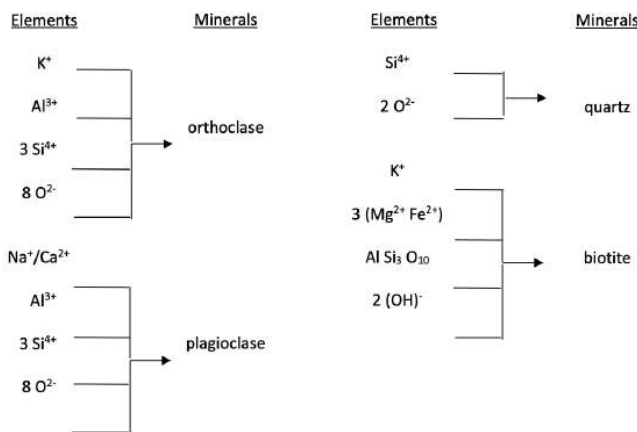 Elements Minerals
K⁺
Al³⁺
orthoclase
3 Si⁴⁺
8 O²⁻
Na⁺/Ca²⁺
Al³⁺
3 Si⁴⁺
plagioclase
8 O²⁻
Elements Minerals
Si⁴⁺
2 O²⁻
quartz
K⁺
3 (Mg²⁺ Fe²⁺)
Al Si₃ O₁₀
biotite
2 (OH)⁻